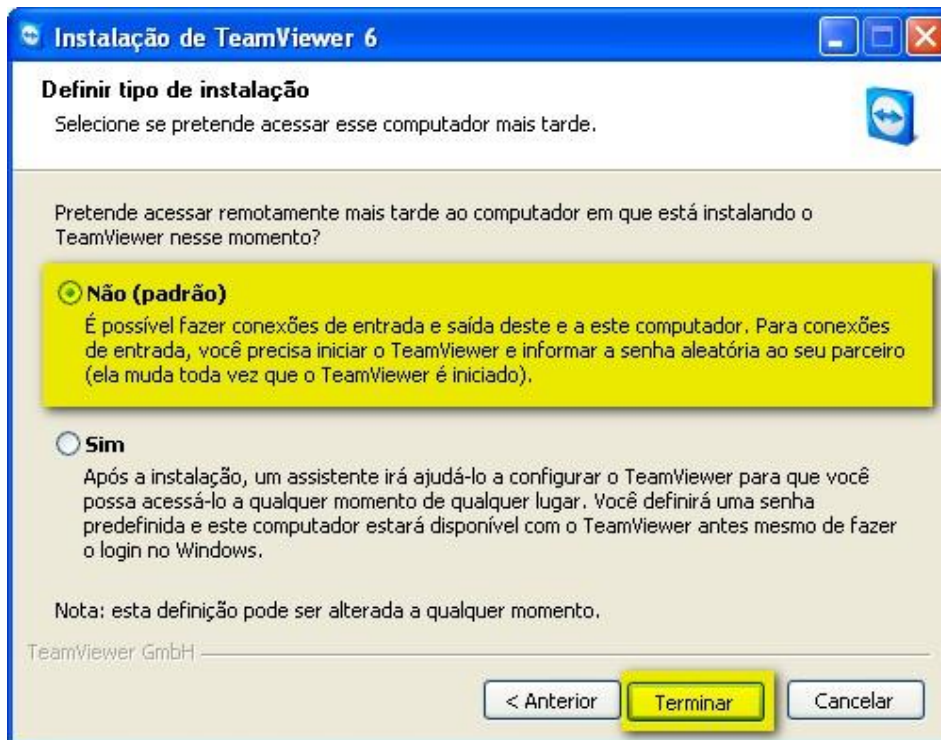 Instalação de TeamViewer 6
Definir tipo de instalação
Selecione se pretende acessar esse computador mais tarde.
Pretende acessar remotamente mais tarde ao computador em que está instalando o
TeamViewer nesse momento?
Não (padrão)
É possível fazer conexões de entrada e saída deste e a este computador. Para conexões
de entrada, você precisa iniciar o TeamViewer e informar a senha aleatória ao seu parceiro
(ela muda toda vez que o TeamViewer é iniciado).
Sim
Após a instalação, um assistente irá ajudá-lo a configurar o TeamViewer para que você
possa acessá-lo a qualquer momento de qualquer lugar. Você definirá uma senha
predefinida e este computador estará disponível com o TeamViewer antes mesmo de fazer
o login no Windows.
Nota: esta definição pode ser alterada a qualquer momento.
TeamViewer GmbH
< Anterior Terminar Cancelar